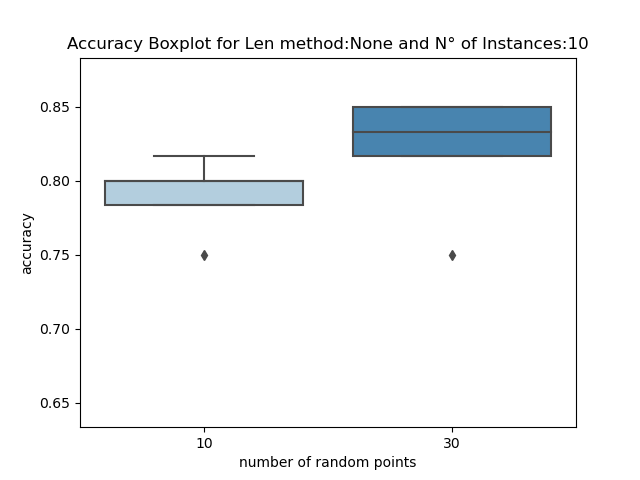 Accuracy Boxplot for Len method:None and N° of Instances:10
0.85
0.80
0.75
0.70
0.65
accuracy
10 30
number of random points